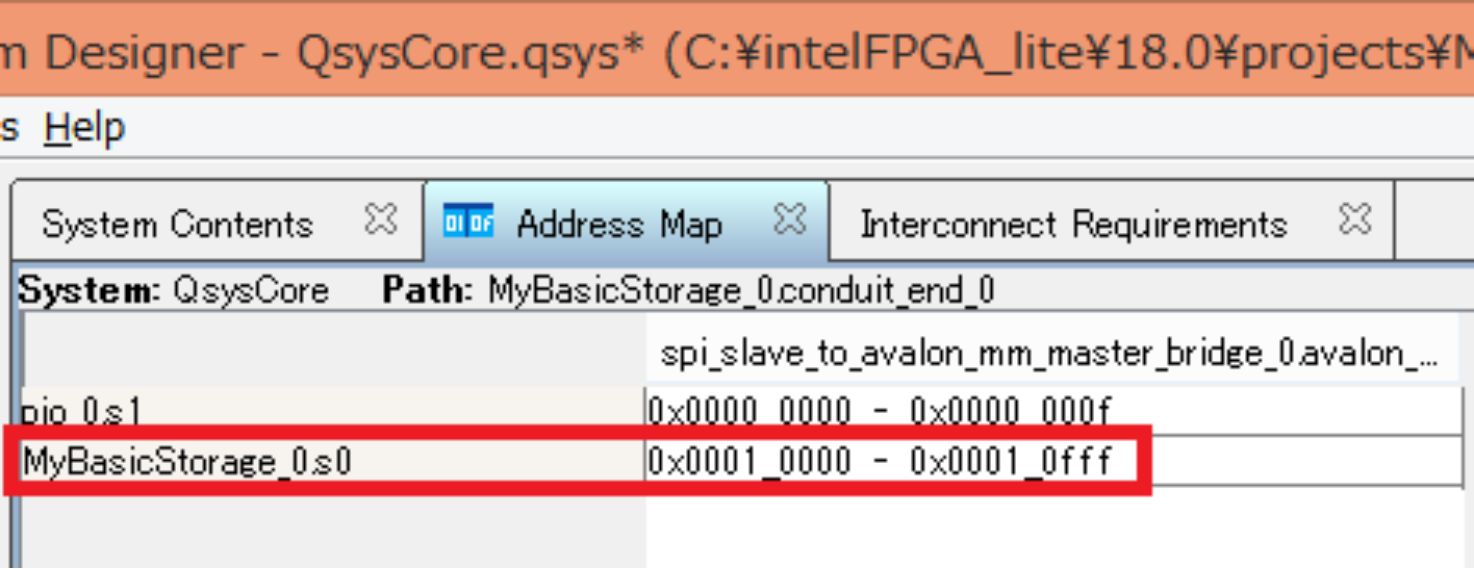 m Designer - QsysCore.qsys* (C:¥intelFPGA_lite¥18.0¥projects¥M
s Help
System Contents Address Map Interconnect Requirements
System: QsysCore Path: MyBasicStorage_0.conduit_end_0
spi_slave_to_avalon_mm_master_bridge_0.avalon_...
pio_0.s1 0x0000_0000 - 0x0000_000f
MyBasicStorage_0.s0 0x0001_0000 - 0x0001_0fff